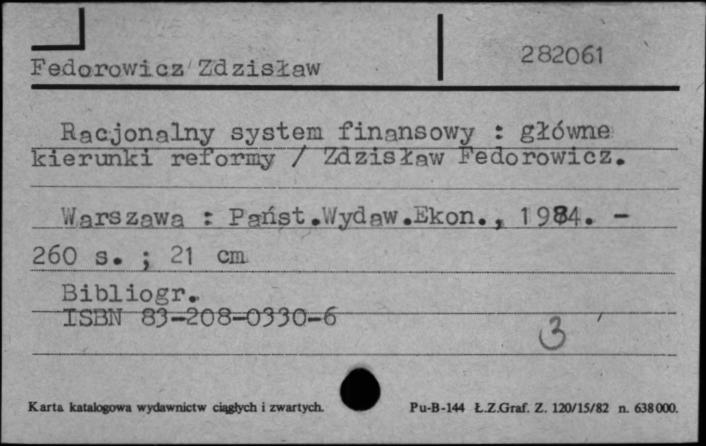 Fedorowicz Zdzisław 282061
Racjonalny system finansowy : główne
kierunki reformy / Zdzisław Fedorowicz.
Warszawa : Państ.Wydaw.Ekon., 1984. -
260 s. ; 21 cm
Bibliogr.
ISBN 83-208-0330-6
3
Karta katalogowa wydawnictw ciągłych i zwartych. Pu-B-144 Ł.Z.Graf. Z. 120/15/82 n. 638000.